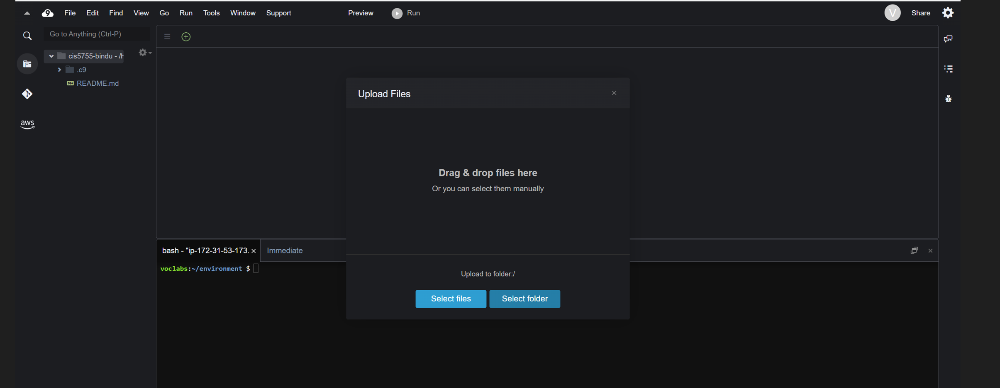 9 File Edit Find View Go Run Tools Window Support Preview Run V Share
Go to Anything (Ctrl-P)
cis5755-bindu - /h
.c9
M↓ README.md
aws
Upload Files
Drag & drop files here
Or you can select them manually
Upload to folder:/
Select files Select folder
bash - "ip-172-31-53-173. × Immediate
voclabs:~/environment $